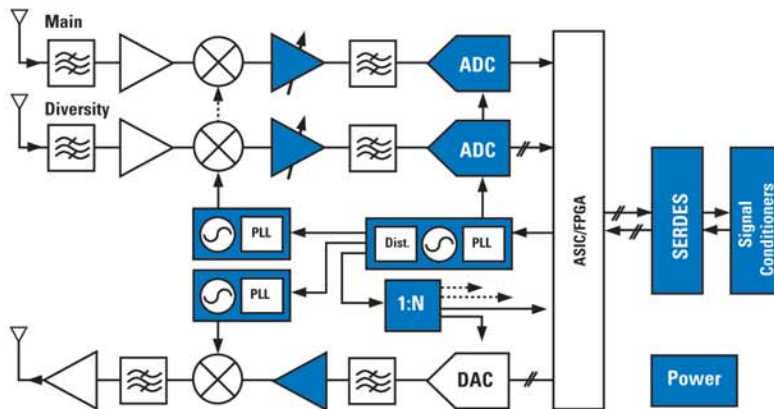 Main
ADC
Diversity
ADC
PLL
Dist.
PLL
PLL
1:N
DAC
ASIC/FPGA
SERDES
Signal
Conditioners
Power